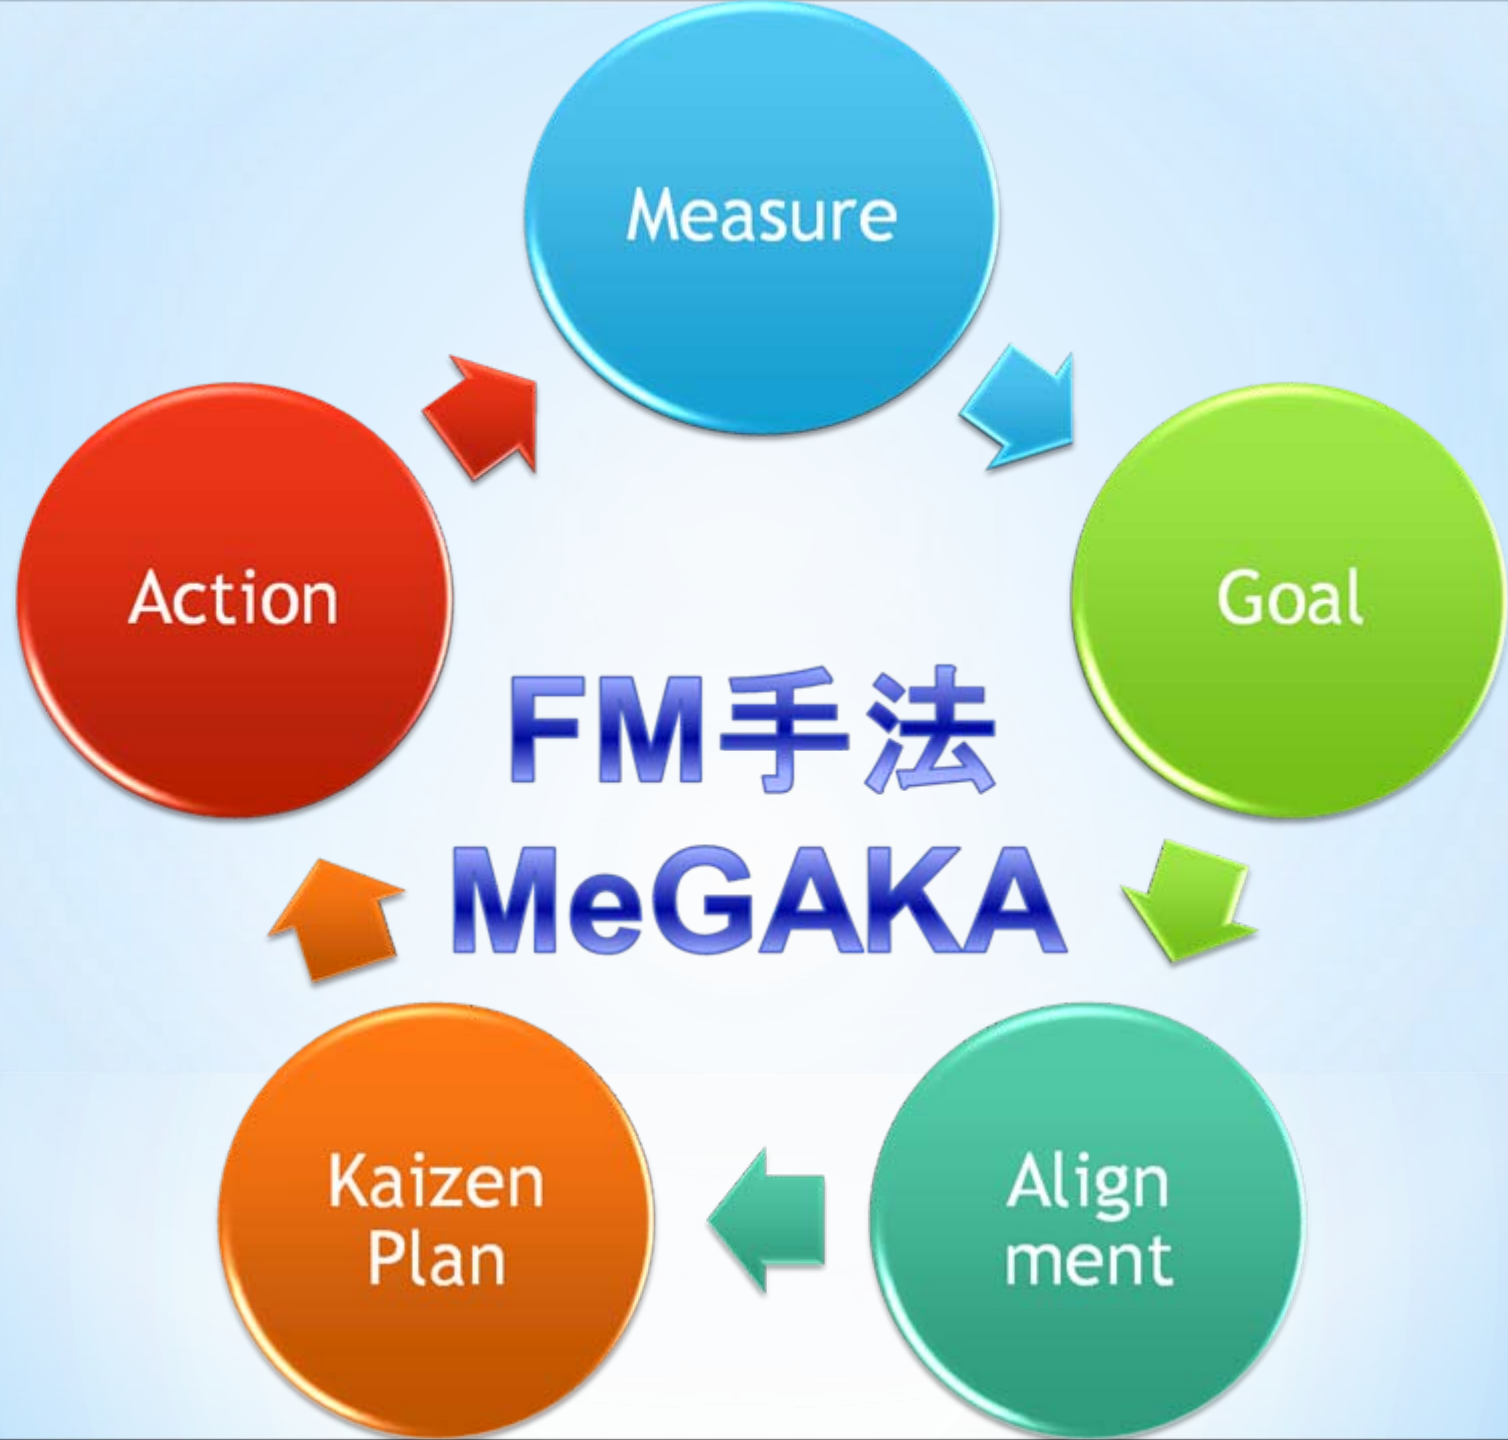 Measure
Goal
Align
ment
Kaizen
Plan
Action
FM手法
MeGAKA